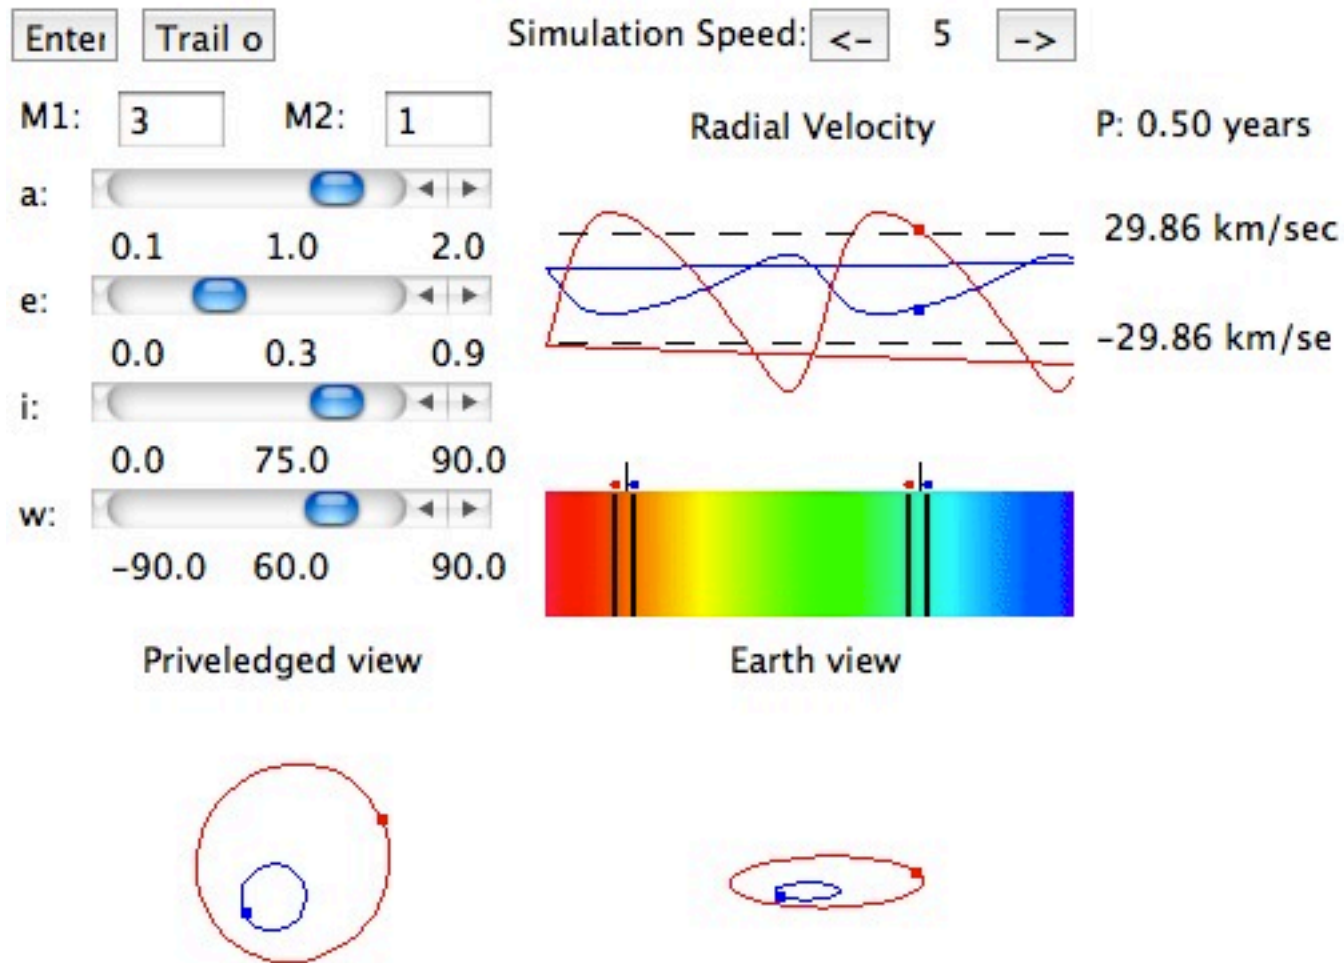 Enter Trail o Simulation Speed: <- 5 ->
M1: 3 M2: 1 Radial Velocity P: 0.50 years
a:
0.1 1.0 2.0 29.86 km/sec
e:
0.0 0.3 0.9 -29.86 km/se
i:
0.0 75.0 90.0
w:
-90.0 60.0 90.0
Priveledged view Earth view